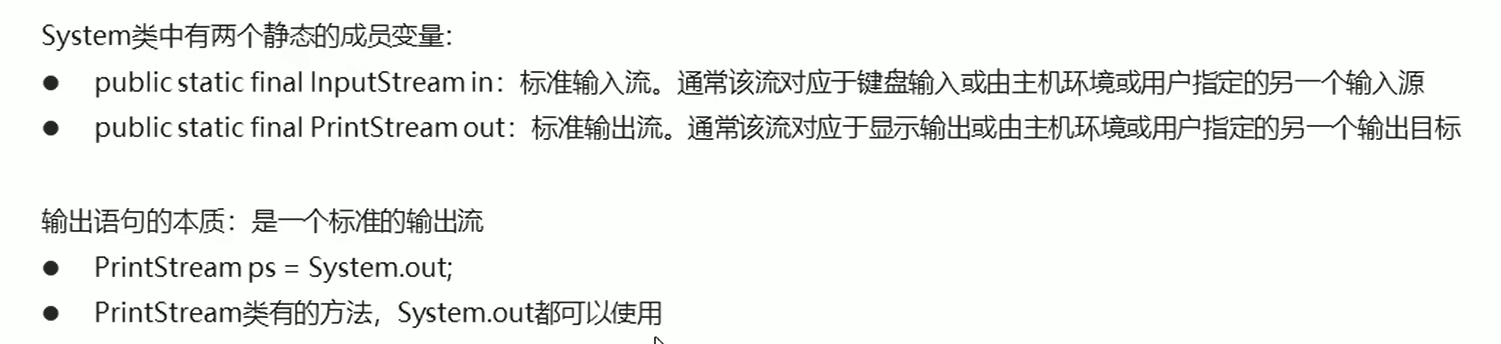 System类中有两个静态的成员变量：
● public static final InputStream in：标准输入流。通常该流对应于键盘输入或由主机环境或用户指定的另一个输入源
● public static final PrintStream out：标准输出流。通常该流对应于显示输出或由主机环境或用户指定的另一个输出目标
输出语句的本质：是一个标准的输出流
● PrintStream ps = System.out;
● PrintStream类有的方法，System.out都可以使用